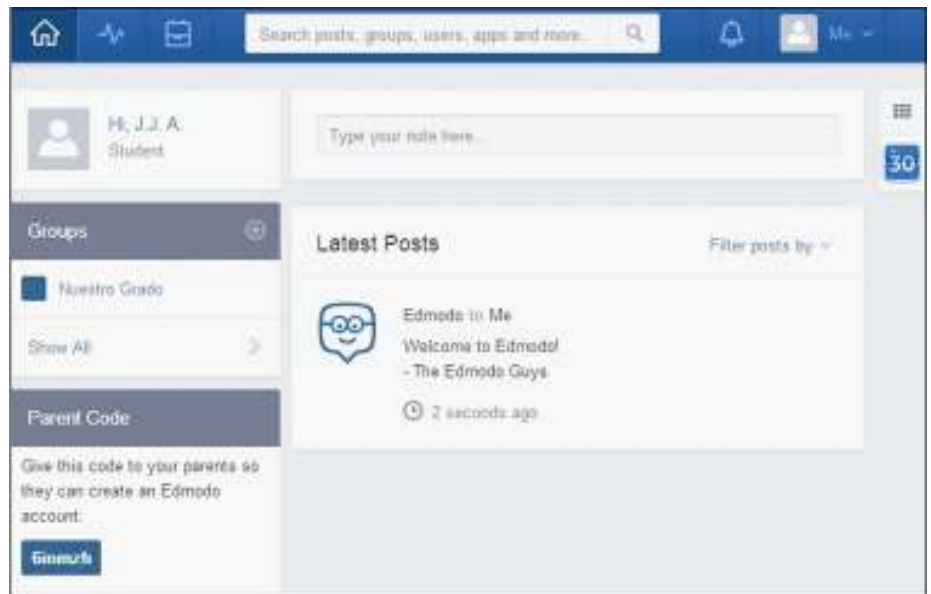 Search posts, groups, users, apps and more...
Me
Hi, J.J. A.
Student
Type your note here...
30
Groups
Latest Posts
Filter posts by
Nuestro Grado
Show All
Edmodo to Me
Welcome to Edmodo!
- The Edmodo Guys
2 seconds ago
Parent Code
Give this code to your parents so
they can create an Edmodo
account: